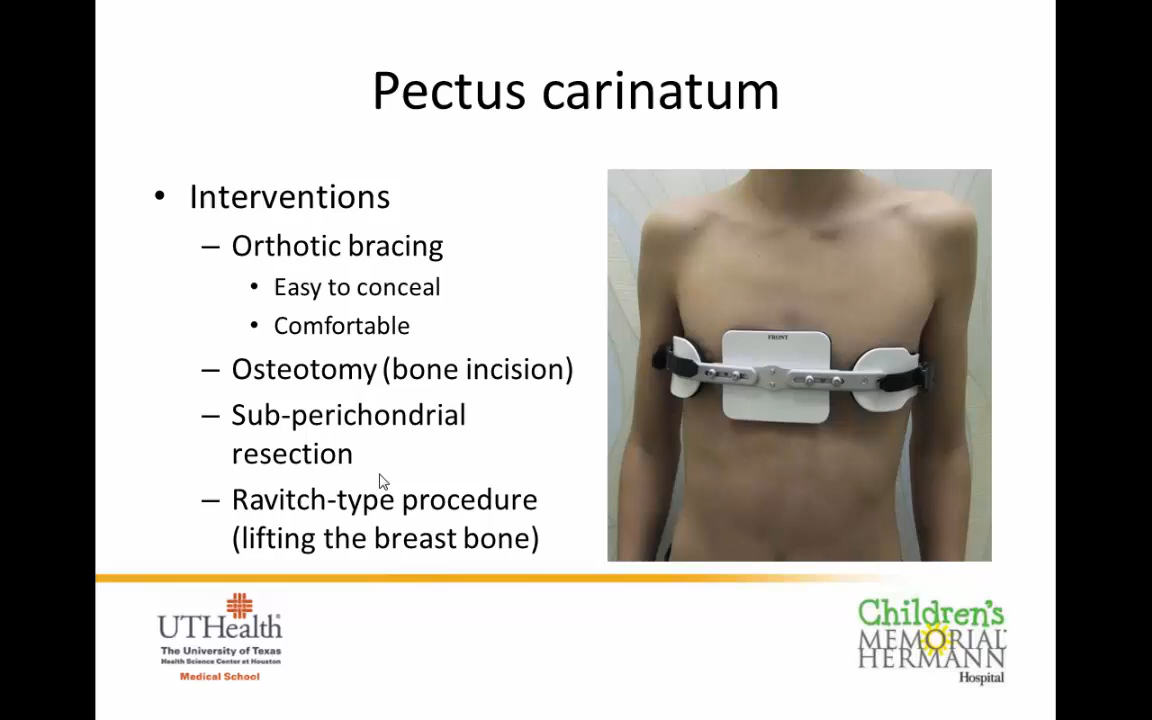 Pectus carinatum
• Interventions
– Orthotic bracing
• Easy to conceal
• Comfortable
– Osteotomy (bone incision)
– Sub-perichondrial
resection
– Ravitch-type procedure
(lifting the breast bone)
FRONT
UTHealth
The University of Texas
Health Science Center at Houston
Medical School
Children's
MEMORIAL
HERMANN
Hospital